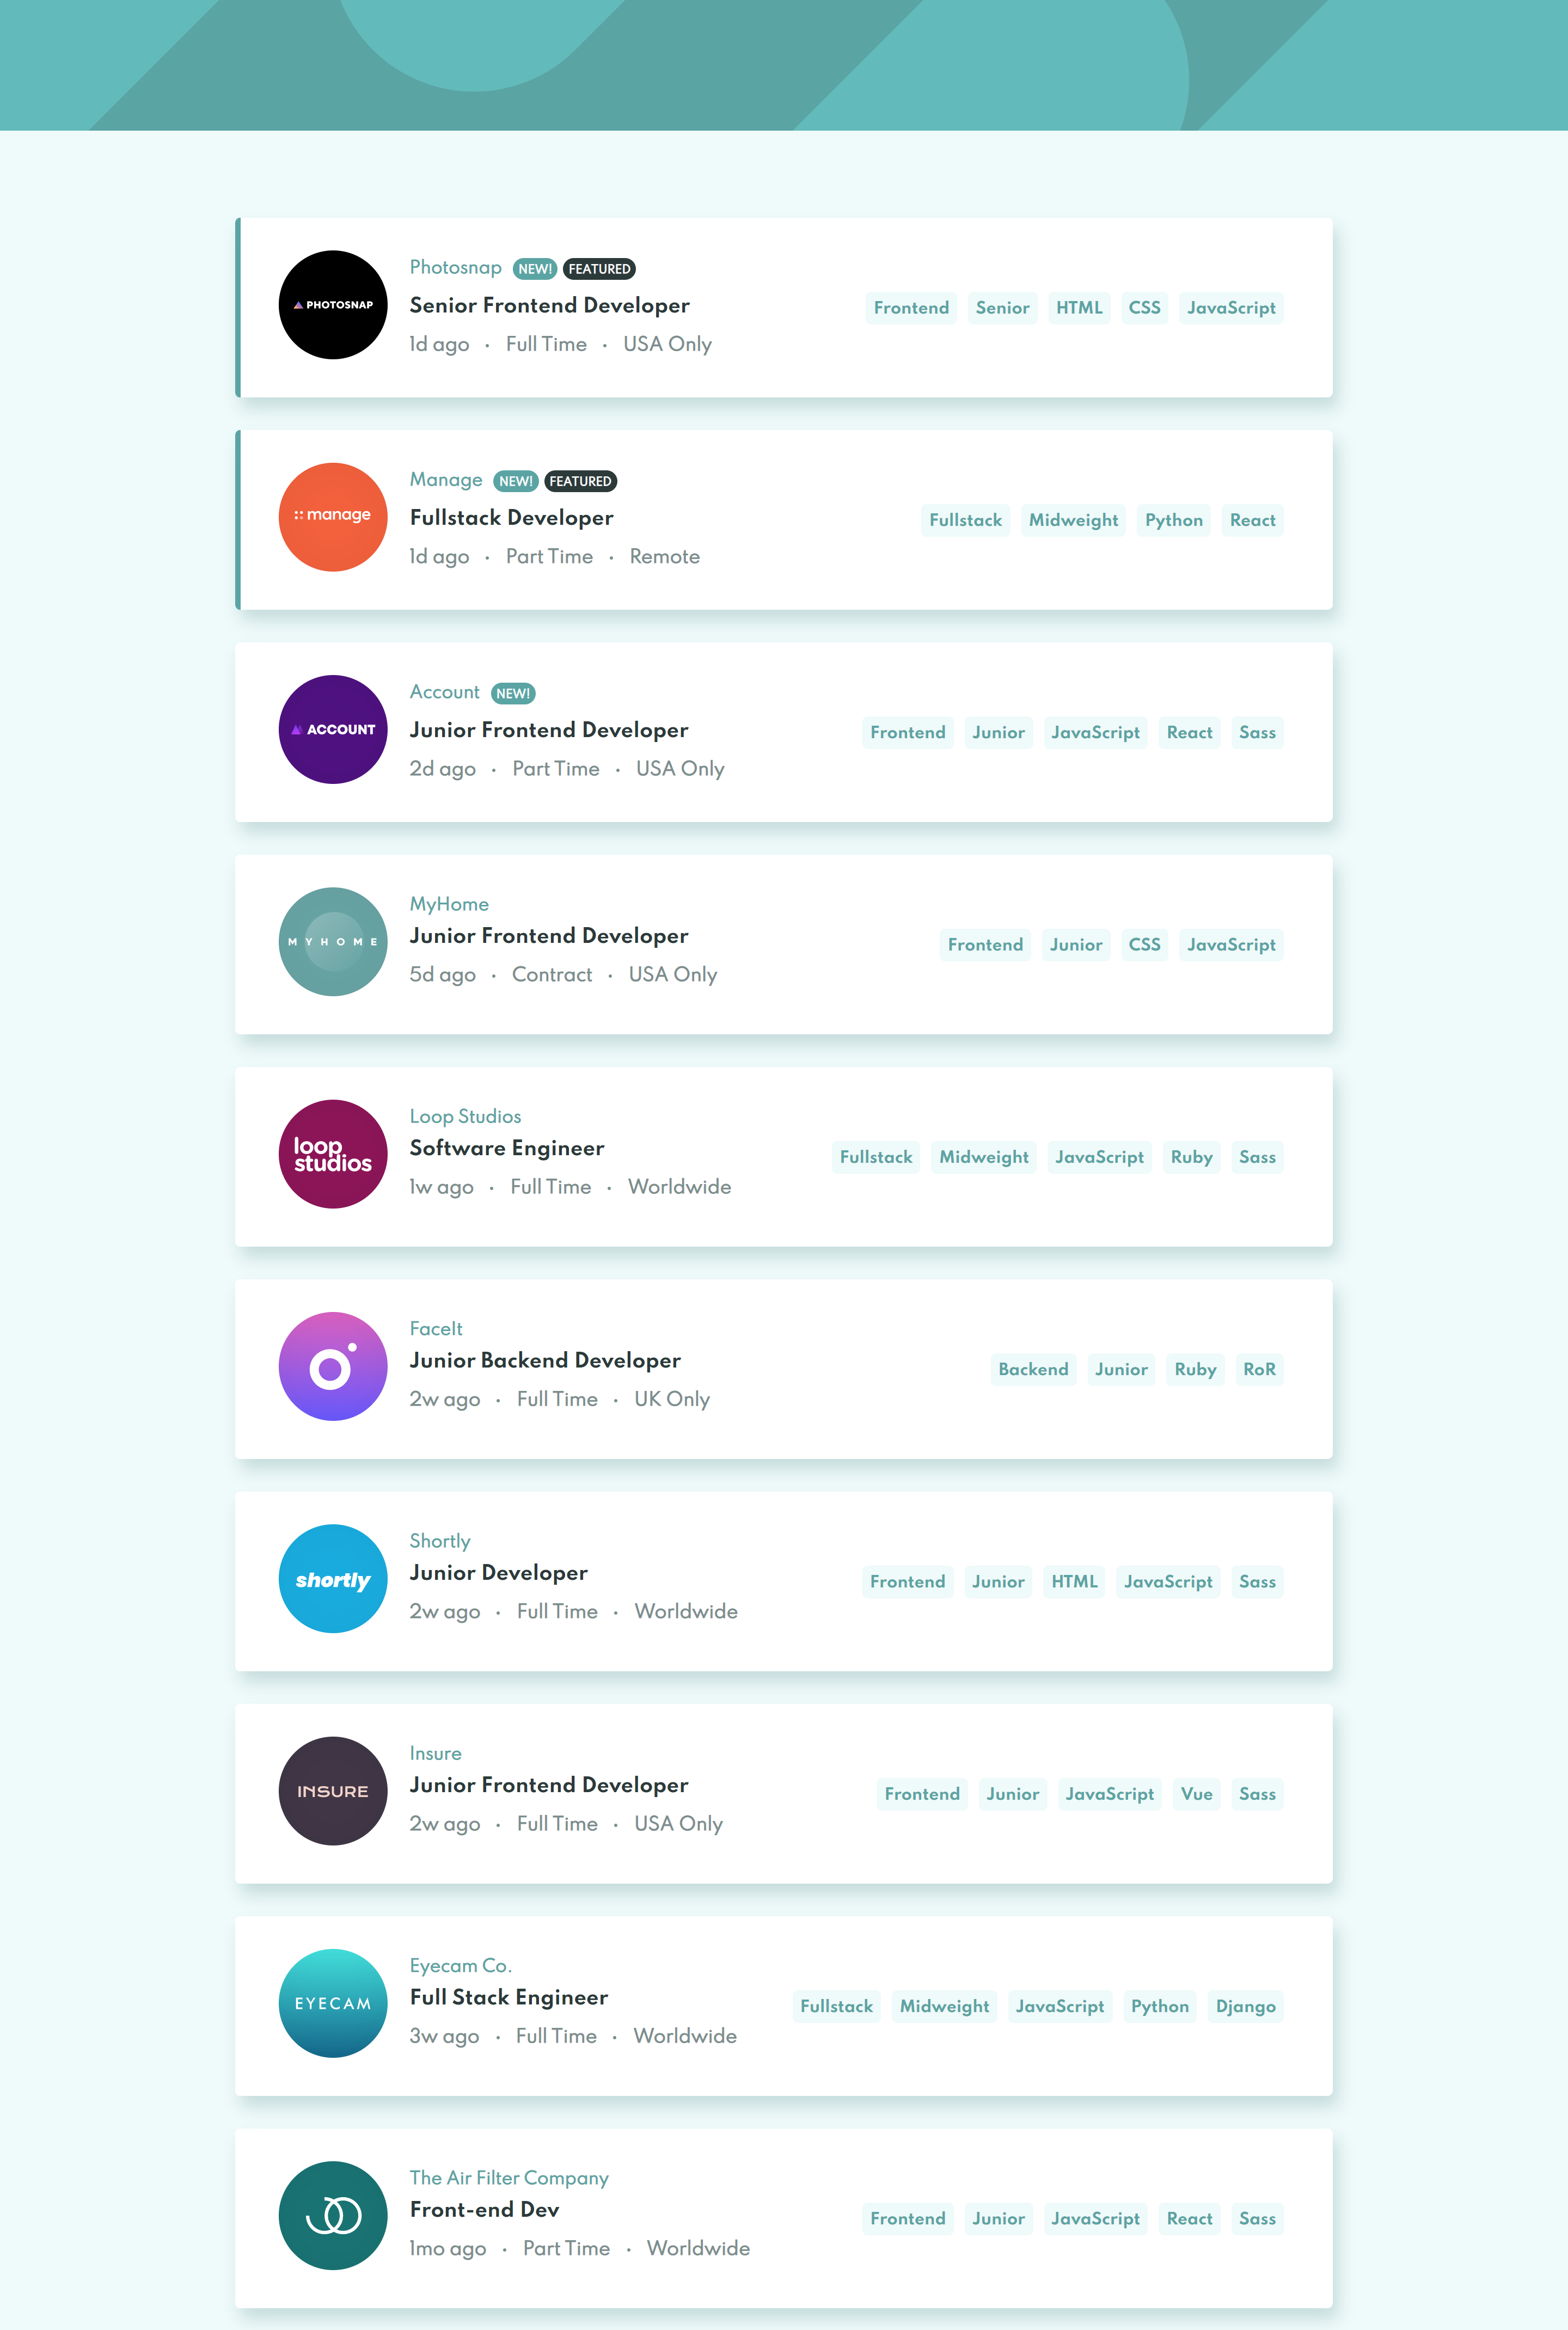 PHOTOSNAP
Photosnap NEW! FEATURED
Senior Frontend Developer
1d ago · Full Time · USA Only
Frontend Senior HTML CSS JavaScript
manage
Manage NEW! FEATURED
Fullstack Developer
1d ago · Part Time · Remote
Fullstack Midweight Python React
ACCOUNT
Account NEW!
Junior Frontend Developer
2d ago · Part Time · USA Only
Frontend Junior JavaScript React Sass
MYHOME
MyHome
Junior Frontend Developer
5d ago · Contract · USA Only
Frontend Junior CSS JavaScript
loop
studios
Loop Studios
Software Engineer
1w ago · Full Time · Worldwide
Fullstack Midweight JavaScript Ruby Sass
FaceIt
Junior Backend Developer
2w ago · Full Time · UK Only
Backend Junior Ruby RoR
shortly
Shortly
Junior Developer
2w ago · Full Time · Worldwide
Frontend Junior HTML JavaScript Sass
INSURE
Insure
Junior Frontend Developer
2w ago · Full Time · USA Only
Frontend Junior JavaScript Vue Sass
EYECAM
Eyecam Co.
Full Stack Engineer
3w ago · Full Time · Worldwide
Fullstack Midweight JavaScript Python Django
The Air Filter Company
Front-end Dev
1mo ago · Part Time · Worldwide
Frontend Junior JavaScript React Sass